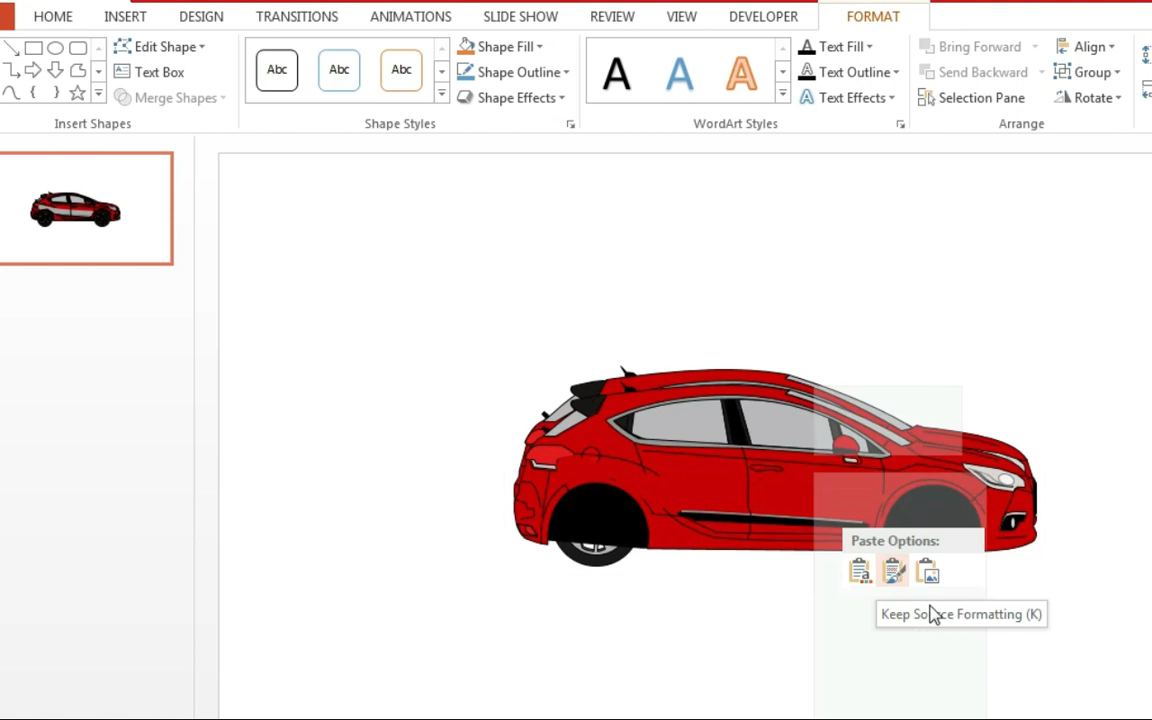 HOME INSERT DESIGN TRANSITIONS ANIMATIONS SLIDE SHOW REVIEW VIEW DEVELOPER FORMAT
Edit Shape
Text Box
Merge Shapes
Insert Shapes
Abc Abc Abc
Shape Fill
Shape Outline
Shape Effects
Shape Styles
A A A
Text Fill
Text Outline
Text Effects
WordArt Styles
Bring Forward
Send Backward
Selection Pane
Align
Group
Rotate
Arrange
Paste Options:
Keep Source Formatting (K)